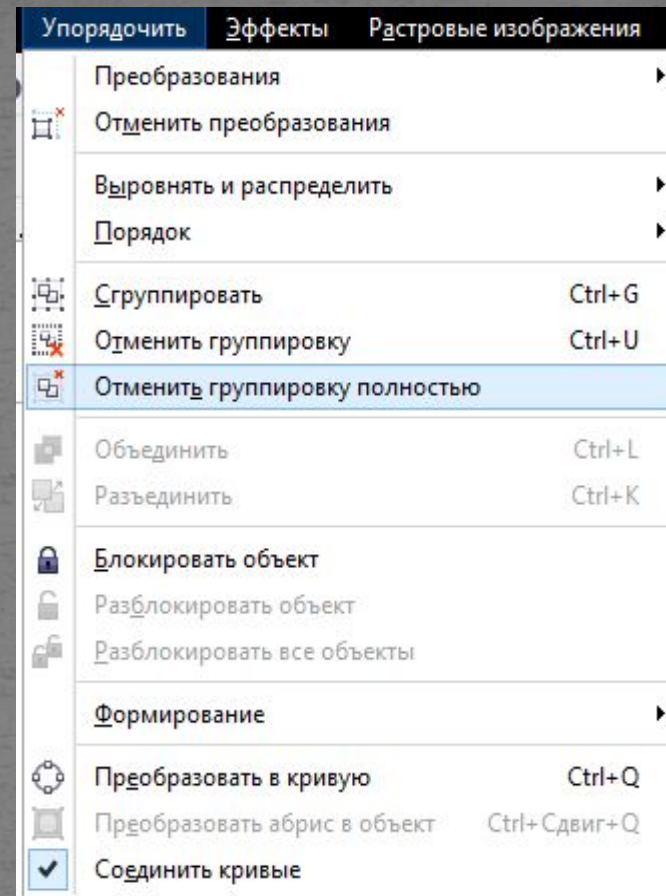 Упорядочить Эффекты Растровые изображения
Преобразования
Отменить преобразования
Выровнять и распределить
Порядок
Сгруппировать Ctrl+G
Отменить группировку Ctrl+U
Отменить группировку полностью
Объединить Ctrl+L
Разъединить Ctrl+K
Блокировать объект
Разблокировать объект
Разблокировать все объекты
Формирование
Преобразовать в кривую Ctrl+Q
Преобразовать абрис в объект Ctrl+Сдвиг+Q
Соединить кривые